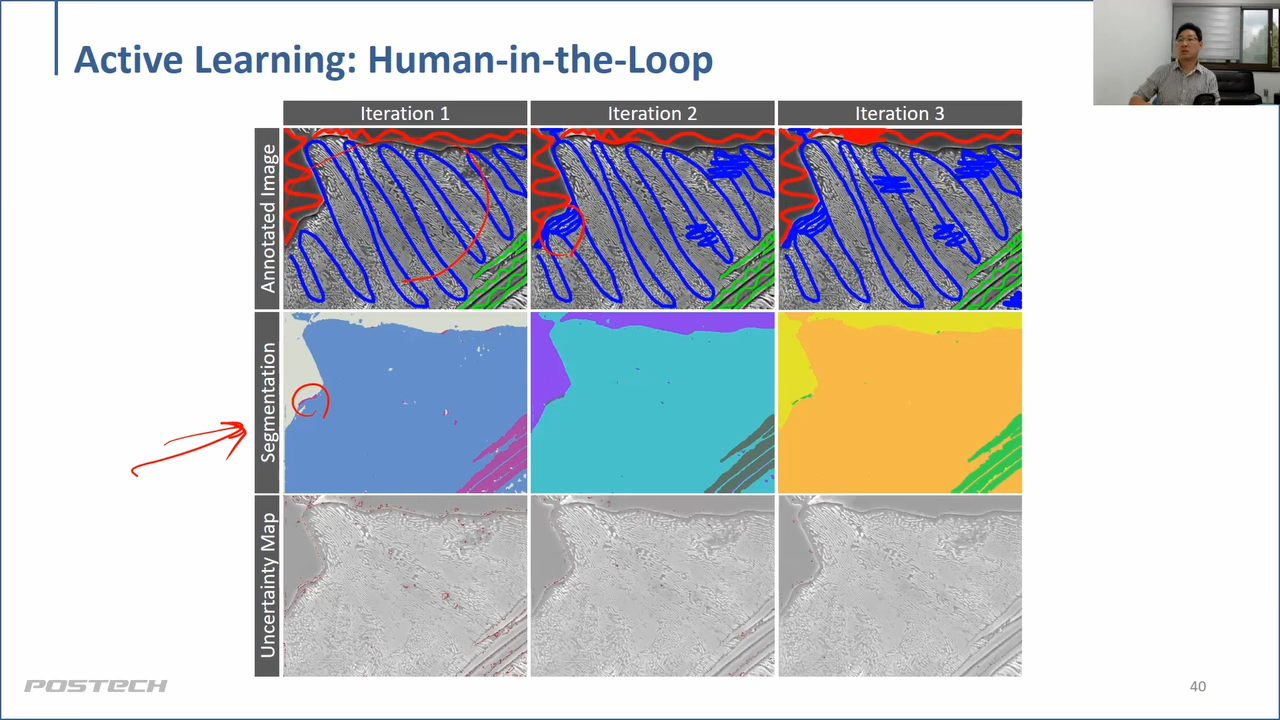 Active Learning: Human-in-the-Loop
Iteration 1
Iteration 2
Iteration 3
Annotated Image
Segmentation
Uncertainty Map
POSTECH
40